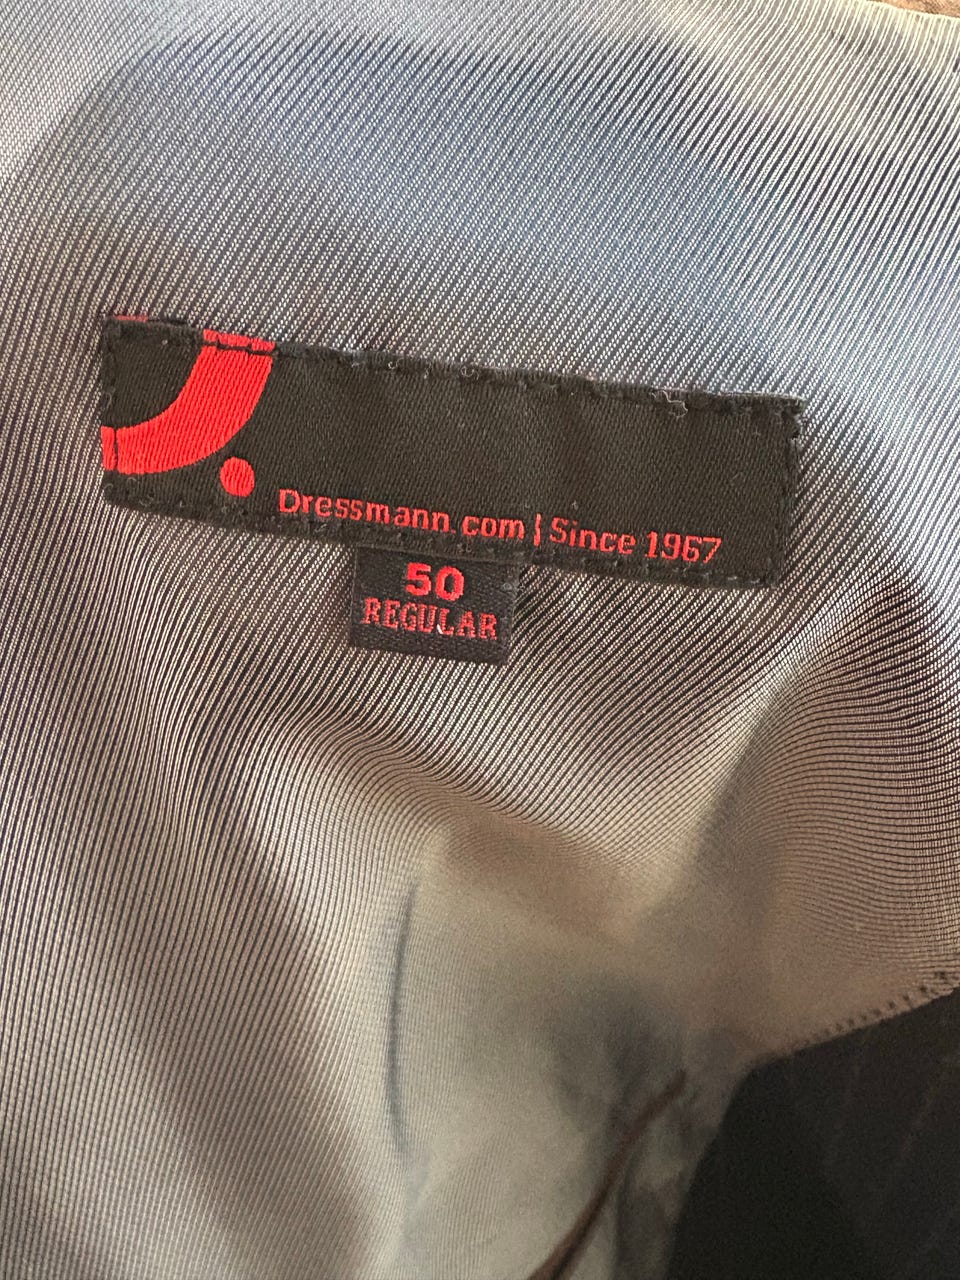 Dressmann.com | Since 1967
50
REGULAR